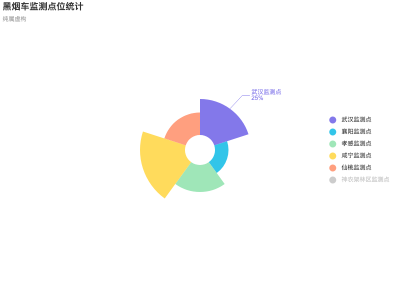 黑烟车监测点位统计
纯属虚构
武汉监测点
25%
武汉监测点
襄阳监测点
孝感监测点
咸宁监测点
仙桃监测点
神农架林区监测点